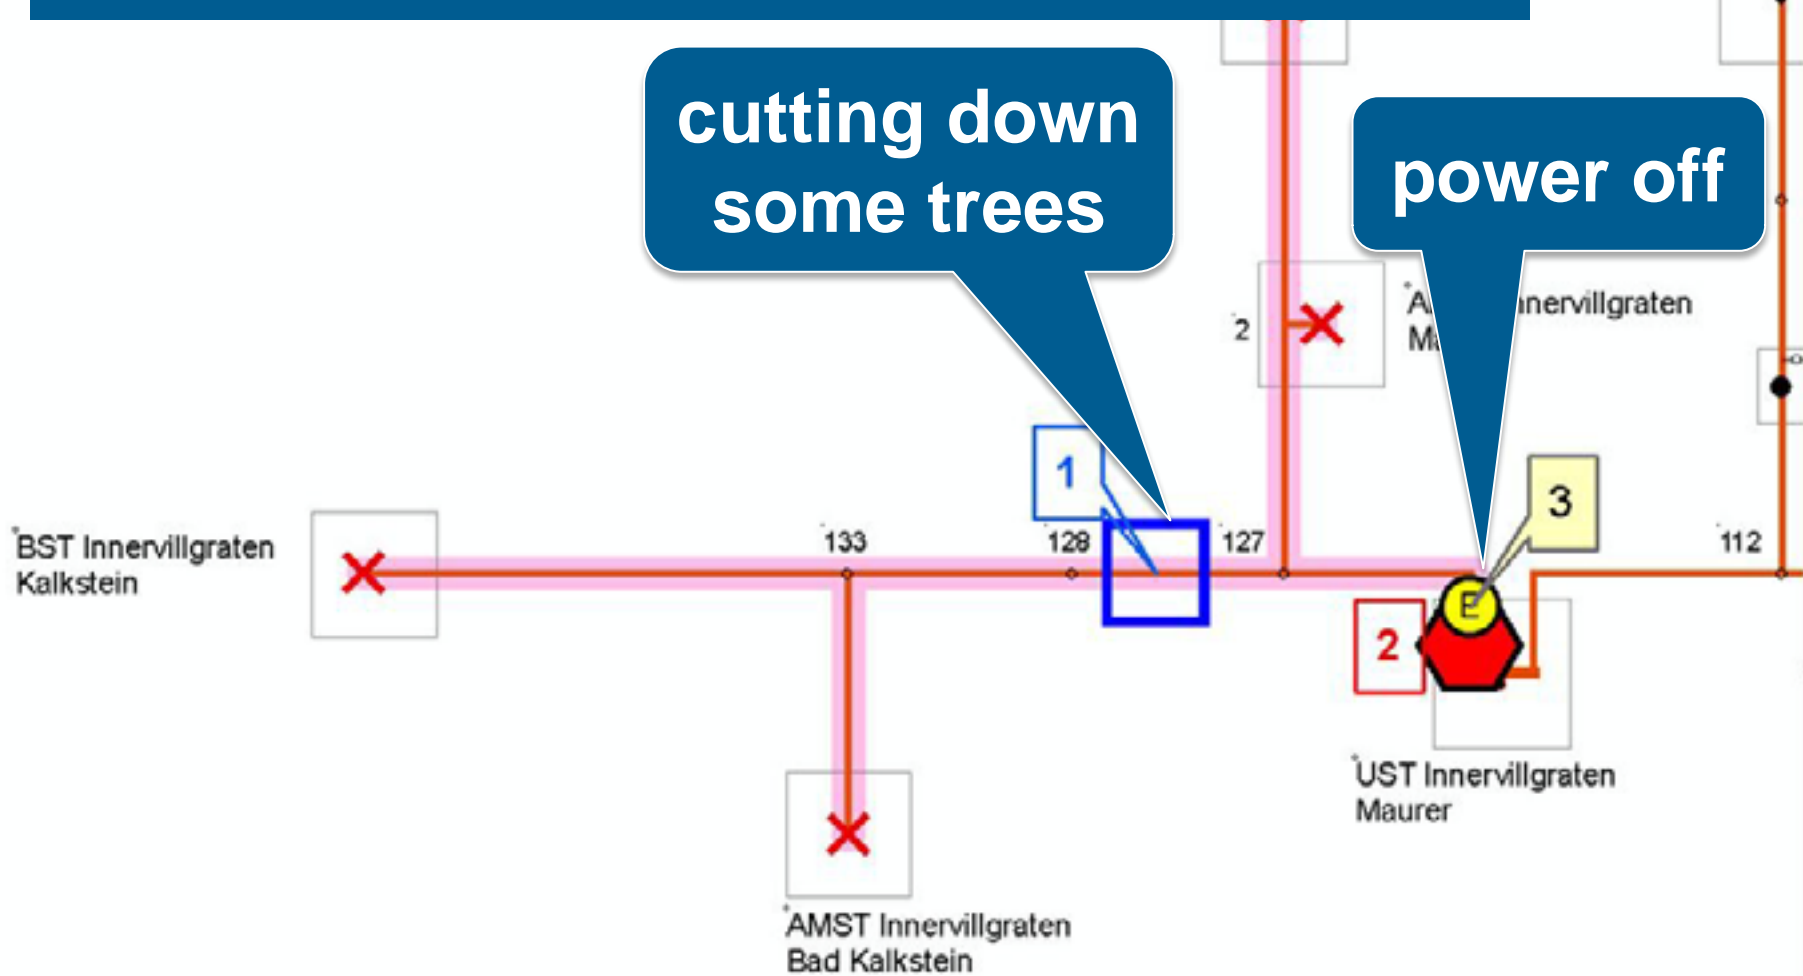 cutting down
some trees
power off
2
nnervillgraten
1
3
BST Innervillgraten
Kalkstein
133
128
127
112
E
2
UST Innervillgraten
Maurer
AMST Innervillgraten
Bad Kalkstein